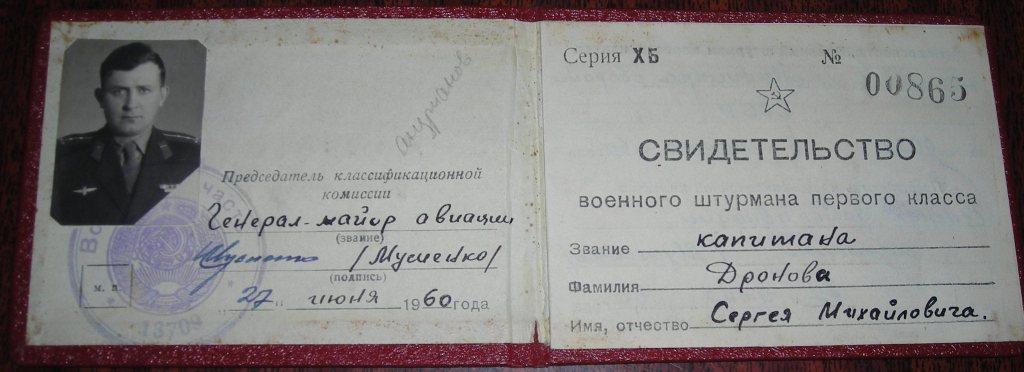 Председатель классификационной
комиссии
Генерал-майор авиации
(звание)
/Мусиенко/
(подпись)
м. п.
"27" июня 1960 года
13709
Серия ХБ № 00865
СВИДЕТЕЛЬСТВО
военного штурмана первого класса
Звание капитана
Фамилия Дронова
Имя, отчество Сергея Михайловича.